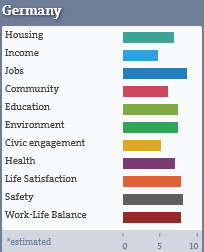 Germany
Housing
Income
Jobs
Community
Education
Environment
Civic engagement
Health
Life Satisfaction
Safety
Work-Life Balance
*estimated 0 5 10